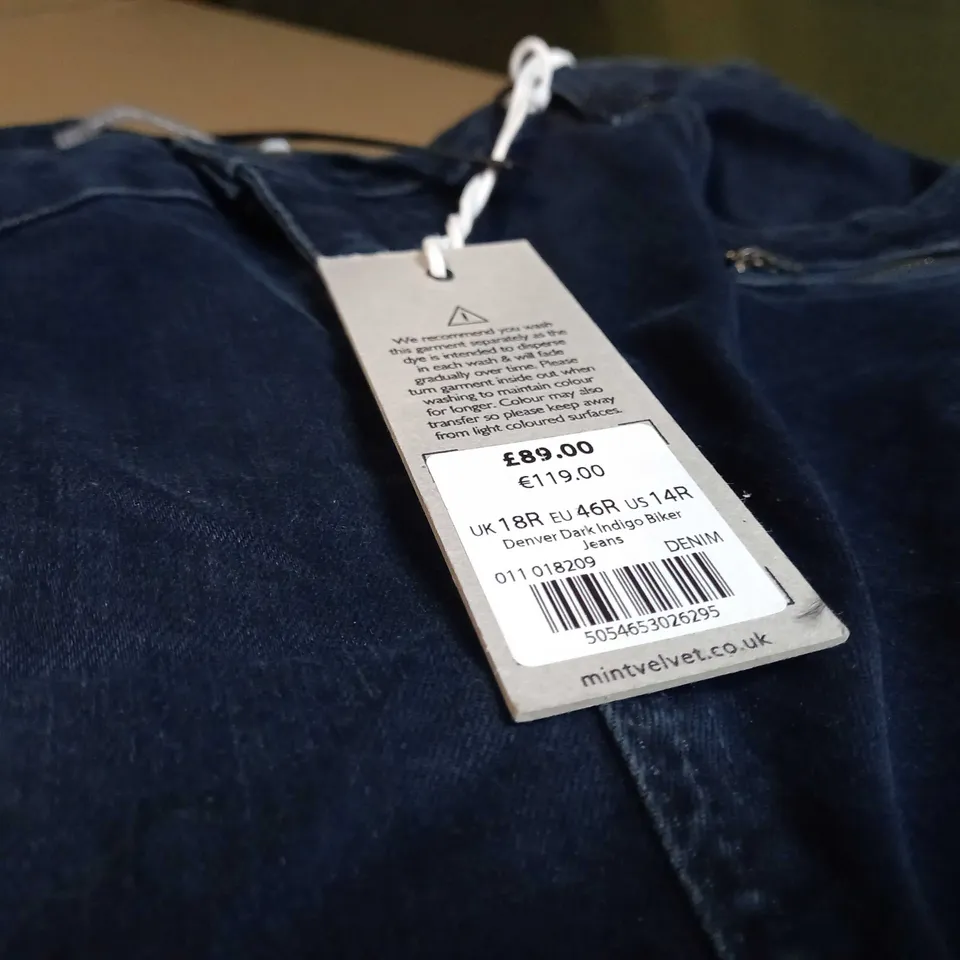 We recommend you wash
this garment separately as the
dye is intended to disperse
in each wash & will fade
gradually over time. Please
turn garment inside out when
washing to maintain colour
for longer. Colour may also
transfer so please keep away
from light coloured surfaces.
£89.00
€119.00
UK 18R EU 46R US 14R
Denver Dark Indigo Biker
Jeans
011 018209 DENIM
5054653026295
mintvelvet.co.uk